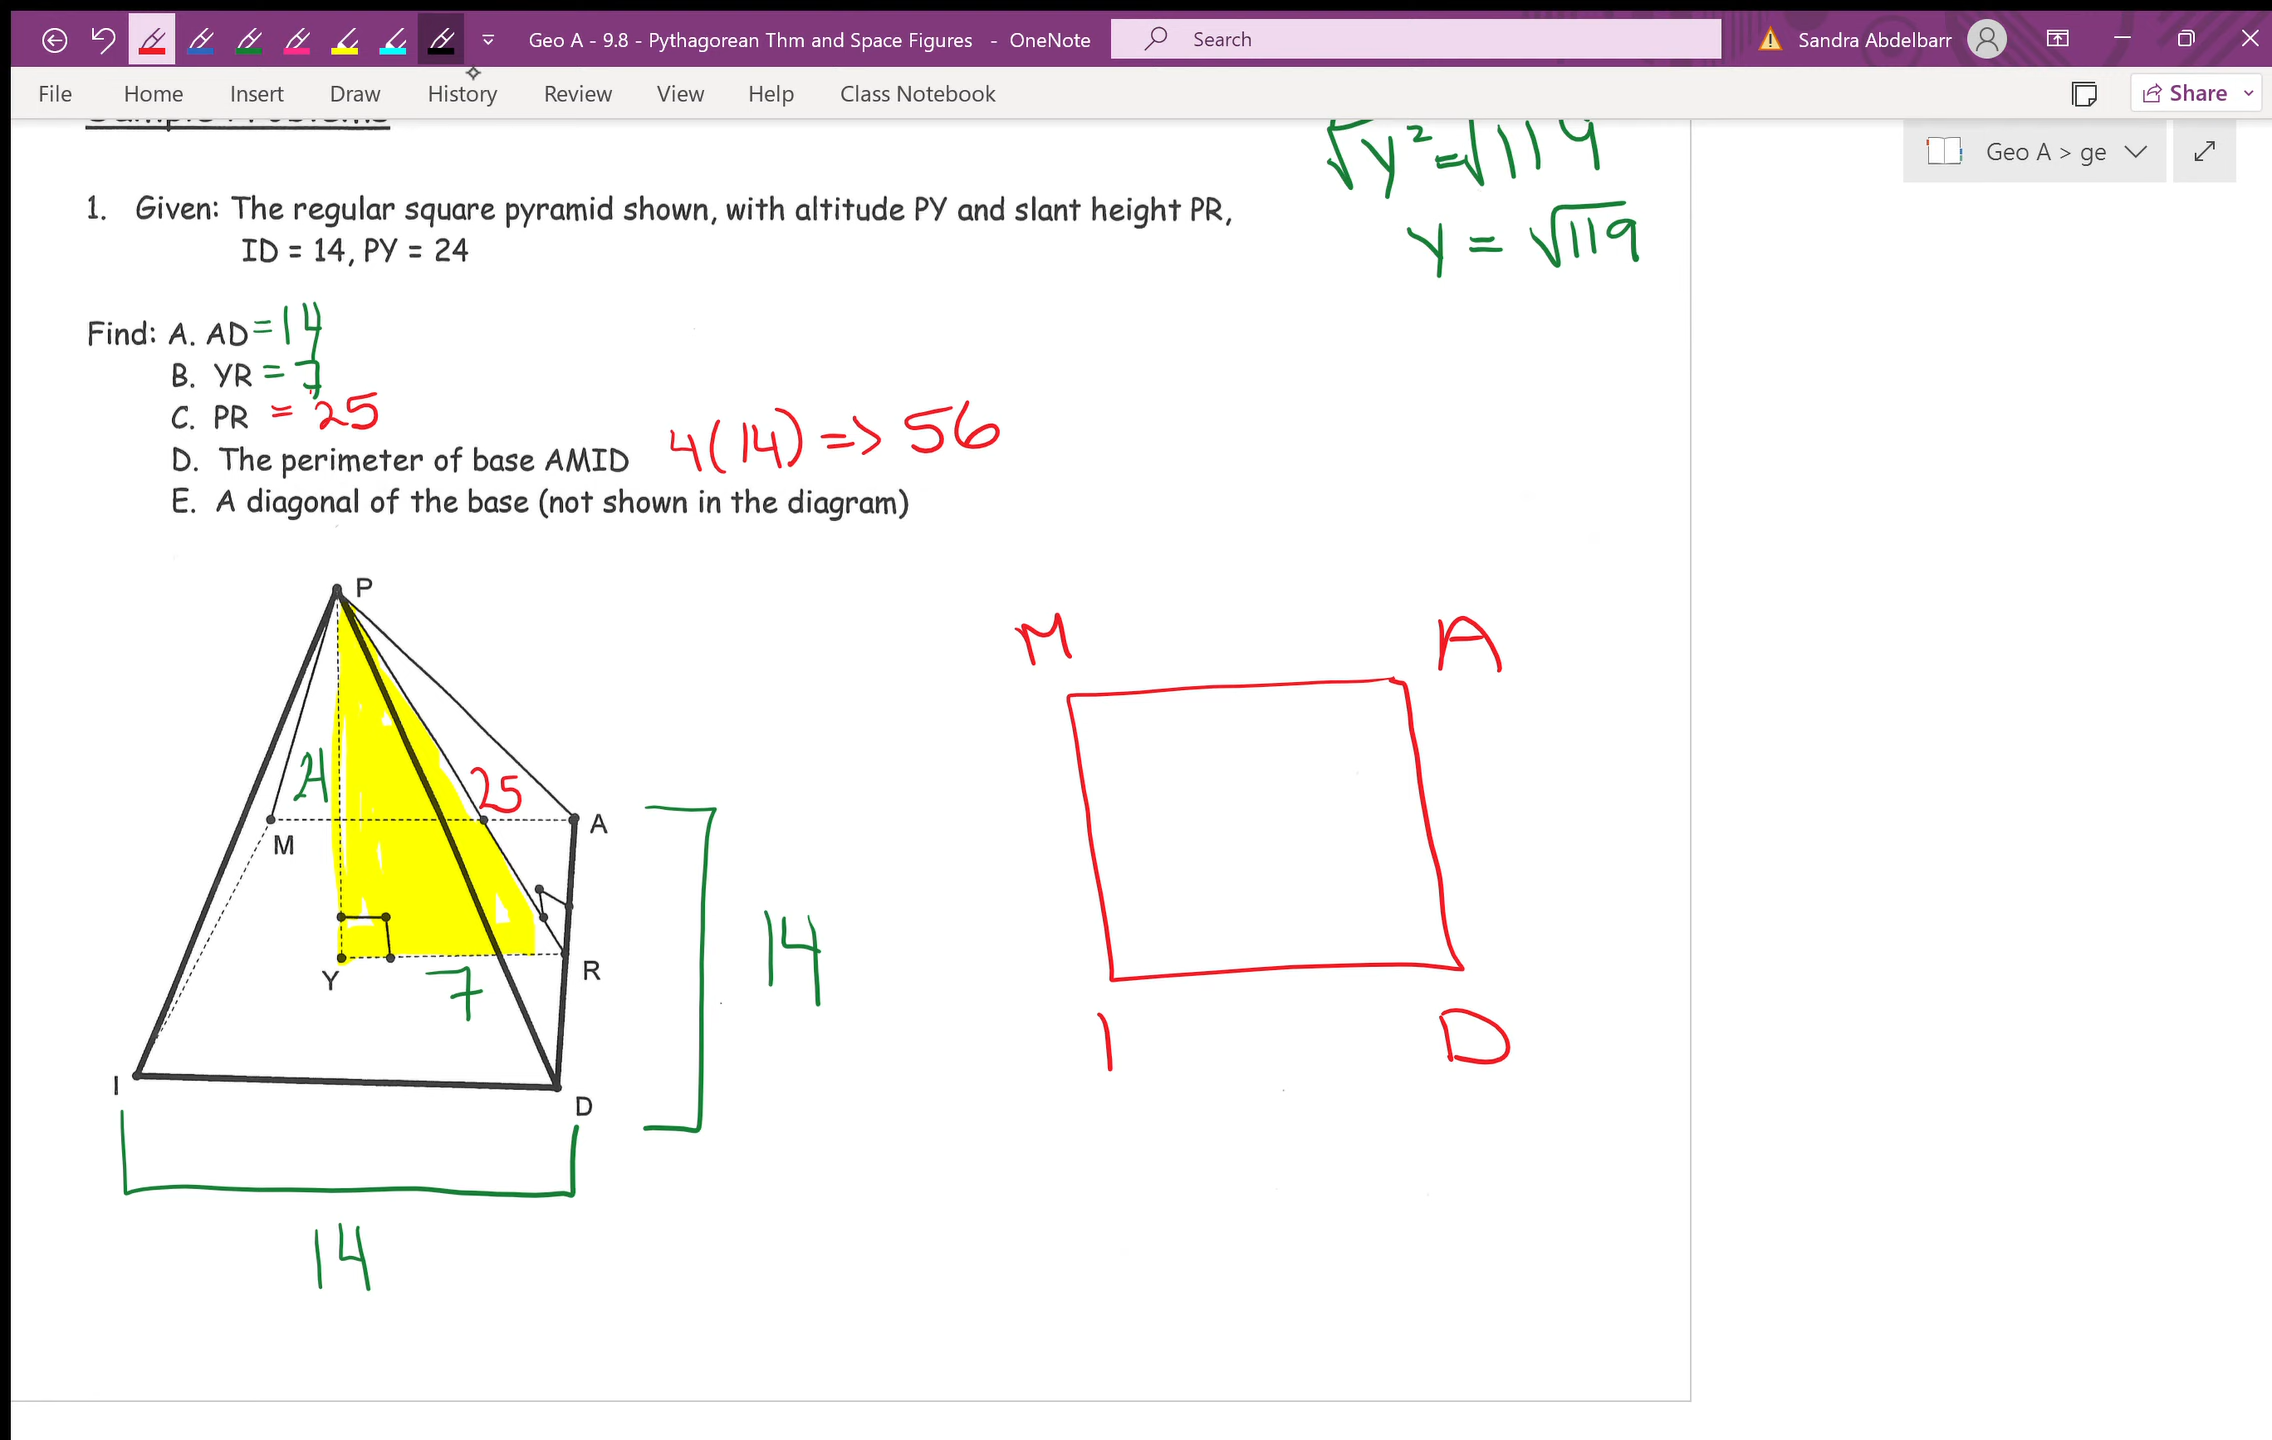 Geo A - 9.8 - Pythagorean Thm and Space Figures - OneNote
Search
Sandra Abdelbarr
File Home Insert Draw History Review View Help Class Notebook
Share
Geo A > ge
Sample Problems
√y² = √119
y = √119
1. Given: The regular square pyramid shown, with altitude PY and slant height PR,
ID = 14, PY = 24
Find: A. AD = 14
B. YR = 7
C. PR = 25
D. The perimeter of base AMID 4(14) => 56
E. A diagonal of the base (not shown in the diagram)
P
M A
24 25
A
M
14
R
Y 7
I D
I D
14